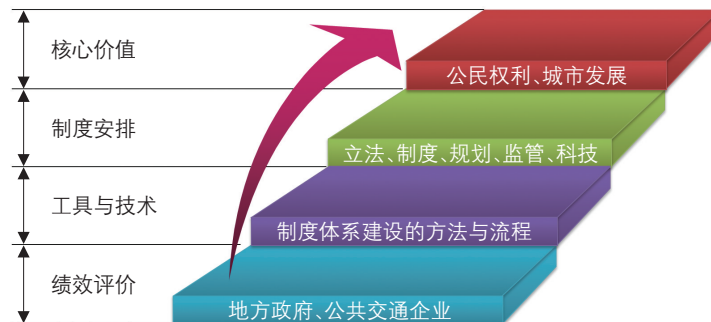 核心价值
公民权利、城市发展
制度安排
立法、制度、规划、监管、科技
工具与技术
制度体系建设的方法与流程
绩效评价
地方政府、公共交通企业